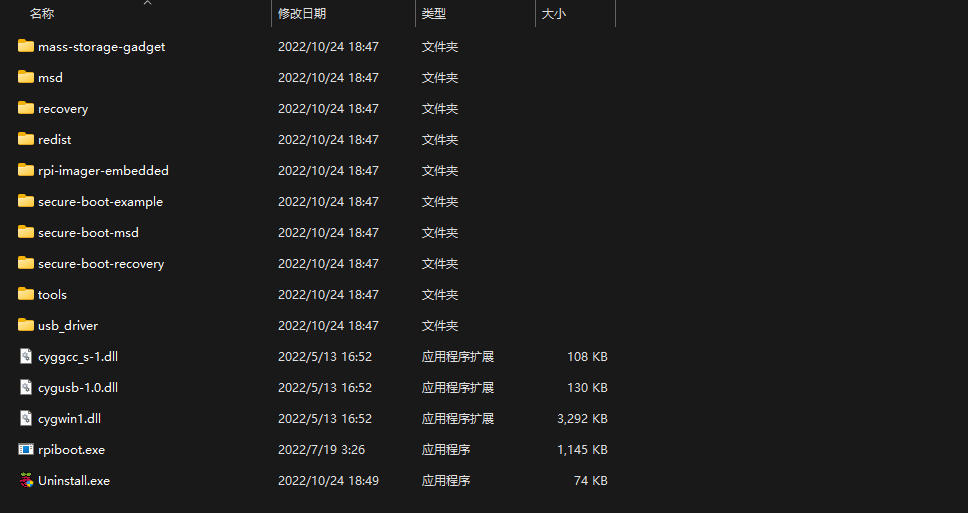 名称 修改日期 类型 大小
mass-storage-gadget 2022/10/24 18:47 文件夹
msd 2022/10/24 18:47 文件夹
recovery 2022/10/24 18:47 文件夹
redist 2022/10/24 18:47 文件夹
rpi-imager-embedded 2022/10/24 18:47 文件夹
secure-boot-example 2022/10/24 18:47 文件夹
secure-boot-msd 2022/10/24 18:47 文件夹
secure-boot-recovery 2022/10/24 18:47 文件夹
tools 2022/10/24 18:47 文件夹
usb_driver 2022/10/24 18:47 文件夹
cyggcc_s-1.dll 2022/5/13 16:52 应用程序扩展 108 KB
cygusb-1.0.dll 2022/5/13 16:52 应用程序扩展 130 KB
cygwin1.dll 2022/5/13 16:52 应用程序扩展 3,292 KB
rpiboot.exe 2022/7/19 3:26 应用程序 1,145 KB
Uninstall.exe 2022/10/24 18:49 应用程序 74 KB